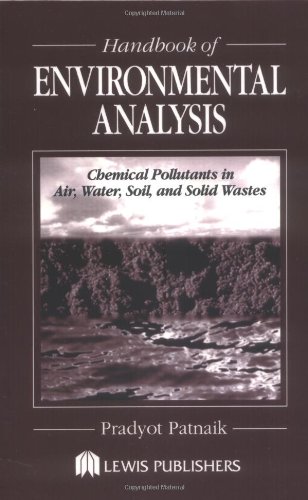 Handbook of
ENVIRONMENTAL
ANALYSIS
Chemical Pollutants in
Air, Water, Soil, and Solid Wastes
Pradyot Patnaik
LEWIS PUBLISHERS